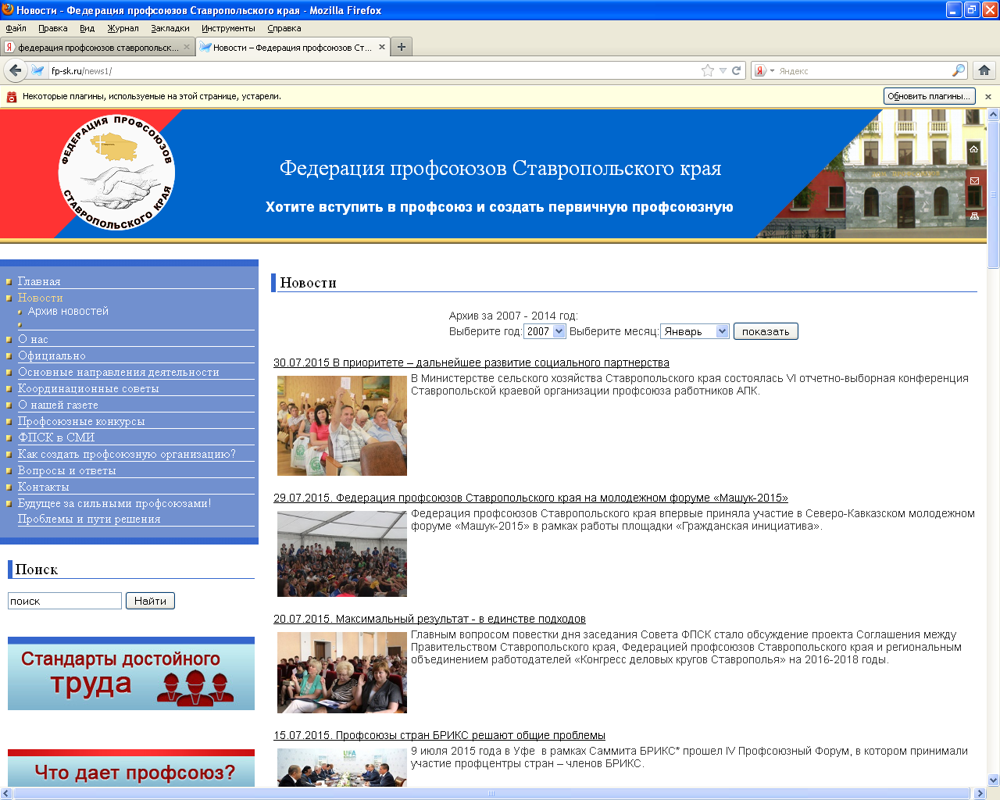 Новости - Федерация профсоюзов Ставропольского края - Mozilla Firefox
Файл Правка Вид Журнал Закладки Инструменты Справка
федерация профсоюзов ставропольск... Новости – Федерация профсоюзов Ст...
fp-sk.ru/news1/ Яндекс
Некоторые плагины, используемые на этой странице, устарели. Обновить плагины...
ФЕДЕРАЦИЯ ПРОФСОЮЗОВ
СТАВРОПОЛЬСКОГО КРАЯ
Федерация профсоюзов Ставропольского края
Хотите вступить в профсоюз и создать первичную профсоюзную
Главная
Новости
Архив новостей
О нас
Официально
Основные направления деятельности
Координационные советы
О нашей газете
Профсоюзные конкурсы
ФПСК в СМИ
Как создать профсоюзную организацию?
Вопросы и ответы
Контакты
Будущее за сильными профсоюзами!
Проблемы и пути решения
Поиск
поиск Найти
Стандарты достойного
труда
Что дает профсоюз?
Новости
Архив за 2007 - 2014 год:
Выберите год: 2007 Выберите месяц: Январь показать
30.07.2015 В приоритете – дальнейшее развитие социального партнерства
В Министерстве сельского хозяйства Ставропольского края состоялась VI отчетно-выборная конференция
Ставропольской краевой организации профсоюза работников АПК.
29.07.2015. Федерация профсоюзов Ставропольского края на молодежном форуме «Машук-2015»
Федерация профсоюзов Ставропольского края впервые приняла участие в Северо-Кавказском молодежном
форуме «Машук-2015» в рамках работы площадки «Гражданская инициатива».
20.07.2015. Максимальный результат - в единстве подходов
Главным вопросом повестки дня заседания Совета ФПСК стало обсуждение проекта Соглашения между
Правительством Ставропольского края, Федерацией профсоюзов Ставропольского края и региональным
объединением работодателей «Конгресс деловых кругов Ставрополья» на 2016-2018 годы.
15.07.2015. Профсоюзы стран БРИКС решают общие проблемы
9 июля 2015 года в Уфе в рамках Саммита БРИКС* прошел IV Профсоюзный Форум, в котором принимали
участие профцентры стран – членов БРИКС.
UFA